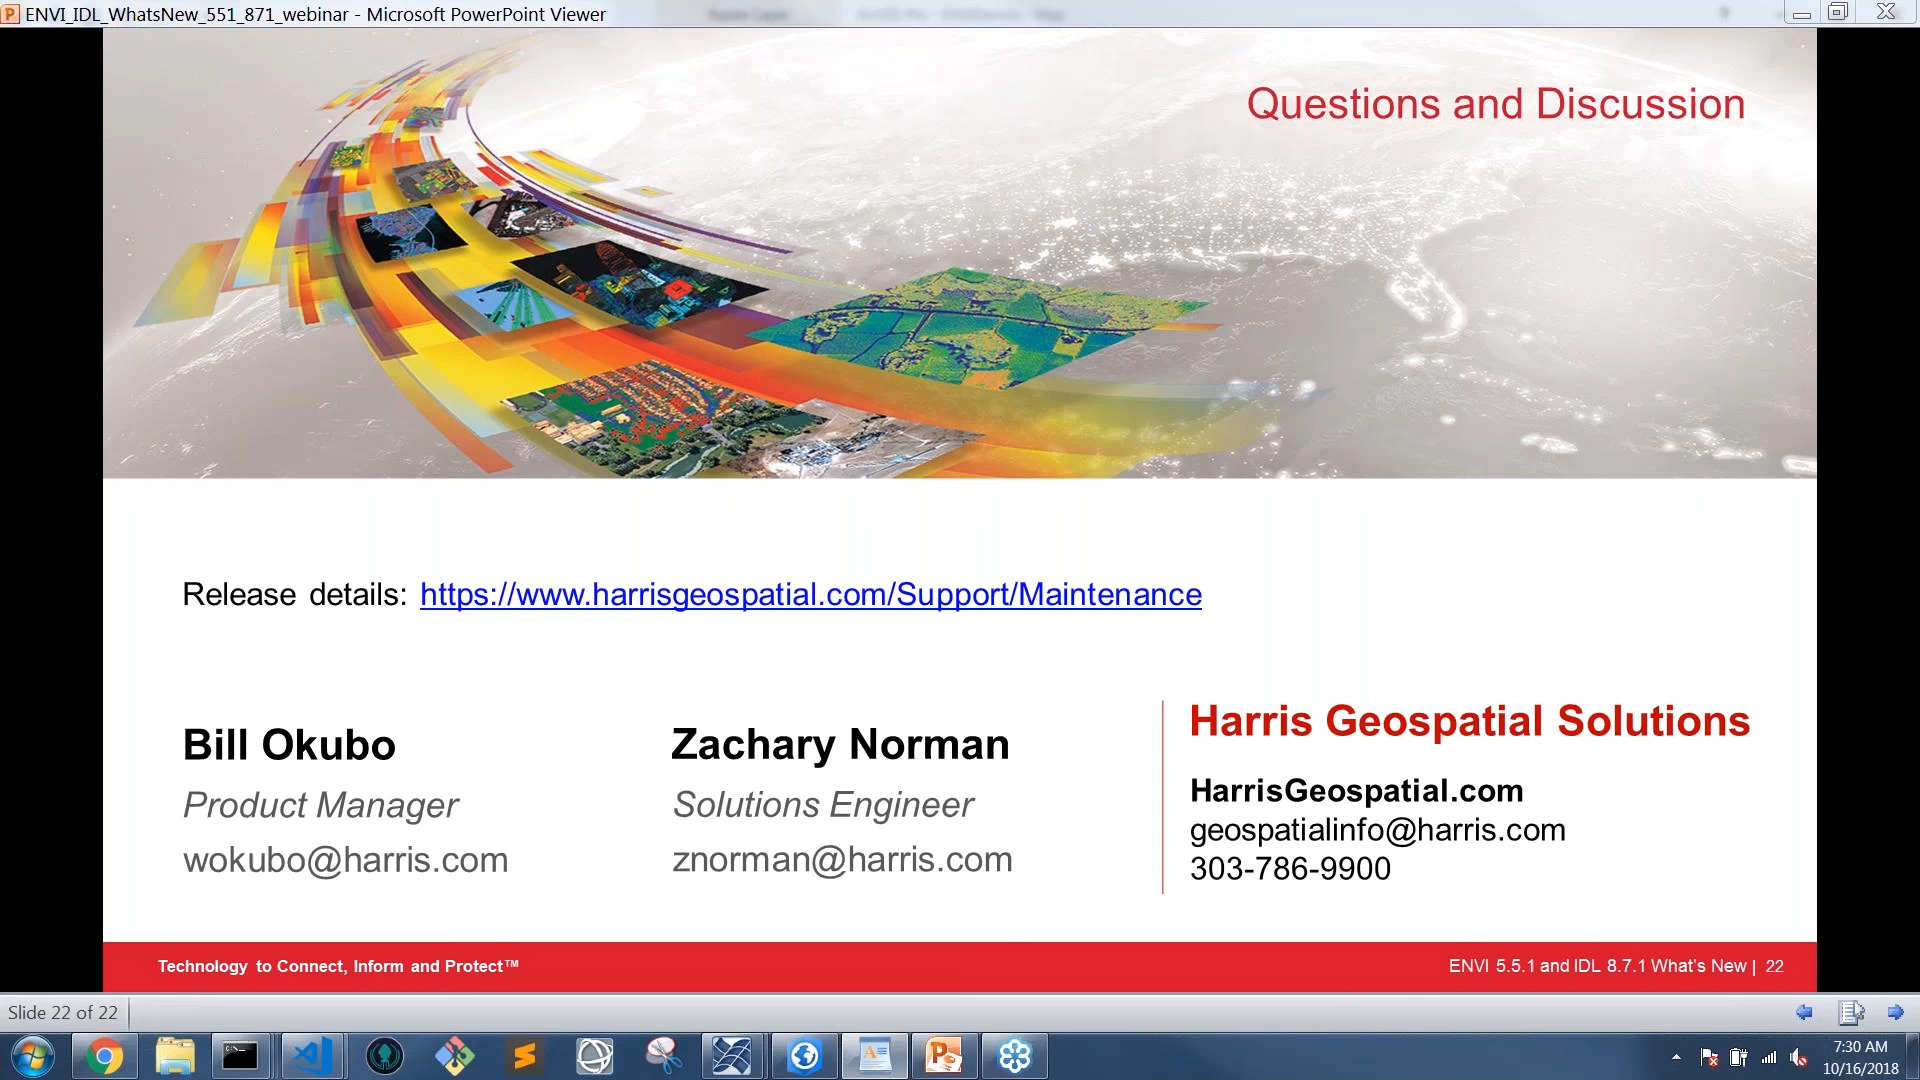 ENVI_IDL_WhatsNew_551_871_webinar - Microsoft PowerPoint Viewer
Questions and Discussion
Release details: https://www.harrisgeospatial.com/Support/Maintenance
Bill Okubo
Product Manager
wokubo@harris.com
Zachary Norman
Solutions Engineer
znorman@harris.com
Harris Geospatial Solutions
HarrisGeospatial.com
geospatialinfo@harris.com
303-786-9900
Technology to Connect, Inform and Protect™
ENVI 5.5.1 and IDL 8.7.1 What's New | 22
Slide 22 of 22
7:30 AM
10/16/2018